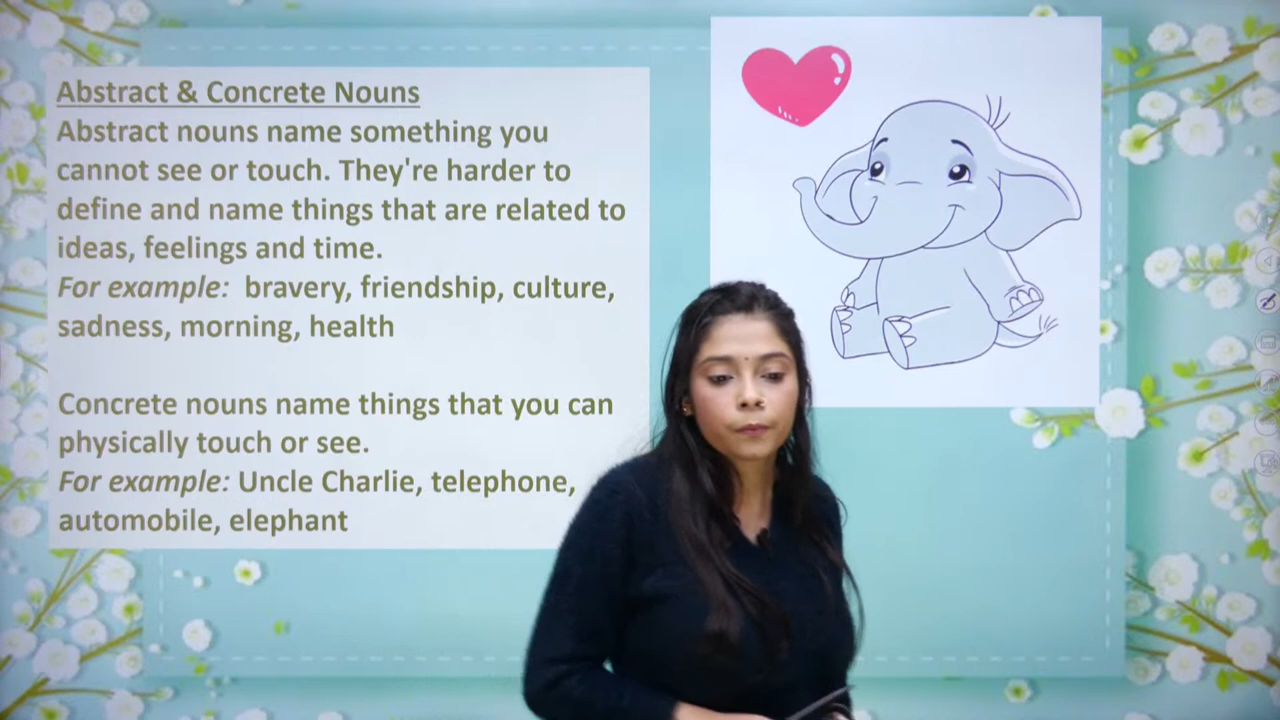 Abstract & Concrete Nouns
Abstract nouns name something you
cannot see or touch. They're harder to
define and name things that are related to
ideas, feelings and time.
For example:  bravery, friendship, culture,
sadness, morning, health
Concrete nouns name things that you can
physically touch or see.
For example: Uncle Charlie, telephone,
automobile, elephant